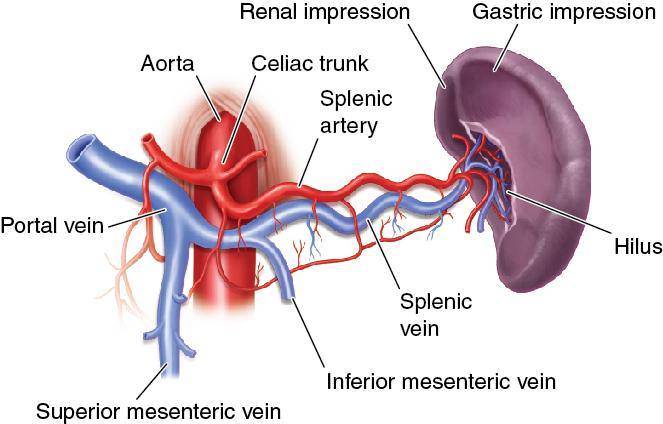 Renal impression
Gastric impression
Aorta
Celiac trunk
Splenic
artery
Portal vein
Hilus
Splenic
vein
Inferior mesenteric vein
Superior mesenteric vein